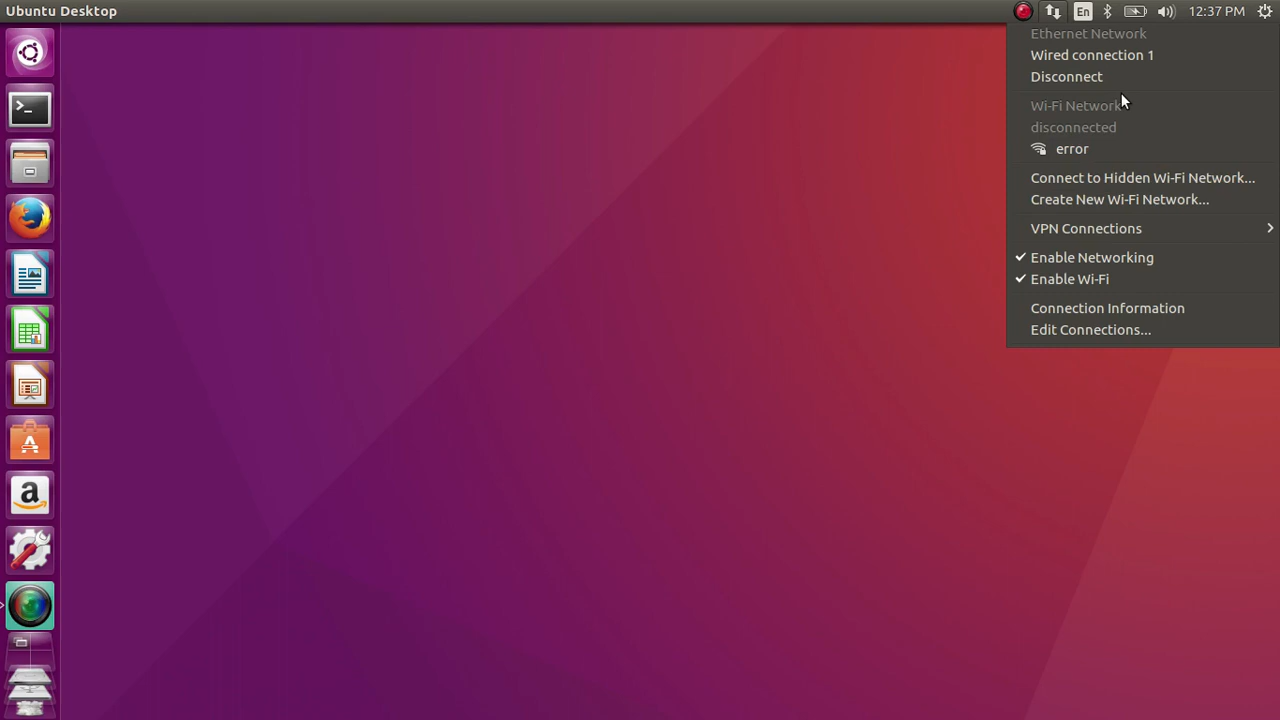 Ubuntu Desktop
En
12:37 PM
Ethernet Network
Wired connection 1
Disconnect
Wi-Fi Network
disconnected
error
Connect to Hidden Wi-Fi Network...
Create New Wi-Fi Network...
VPN Connections
Enable Networking
Enable Wi-Fi
Connection Information
Edit Connections...